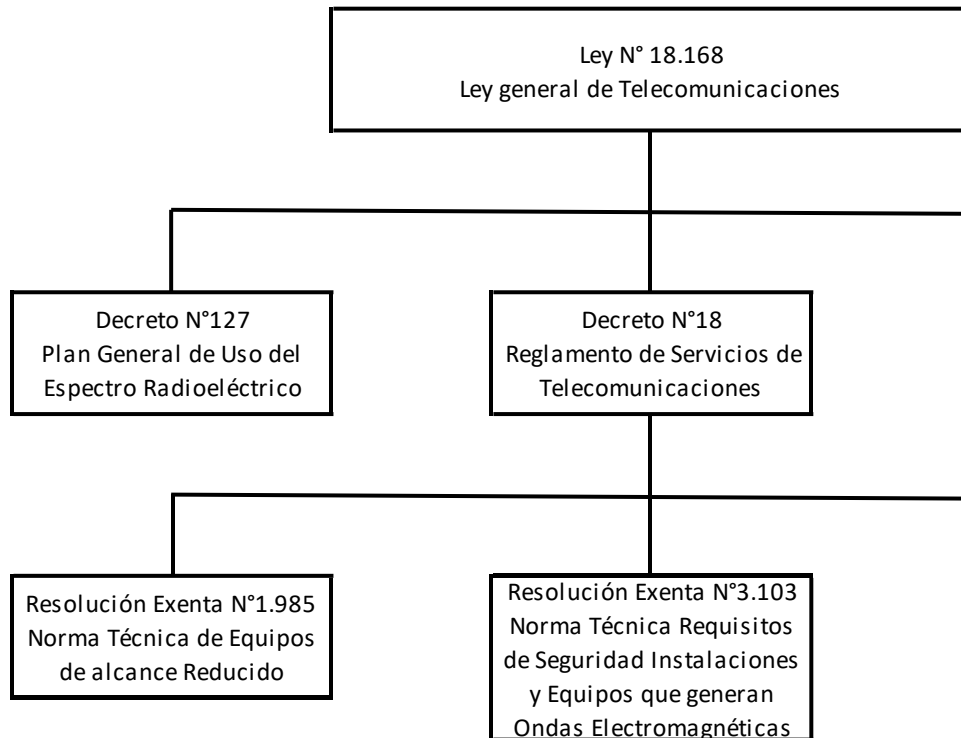 Ley N° 18.168
Ley general de Telecomunicaciones
Decreto N°127
Plan General de Uso del
Espectro Radioeléctrico
Decreto N°18
Reglamento de Servicios de
Telecomunicaciones
Resolución Exenta N°1.985
Norma Técnica de Equipos
de alcance Reducido
Resolución Exenta N°3.103
Norma Técnica Requisitos
de Seguridad Instalaciones
y Equipos que generan
Ondas Electromagnéticas